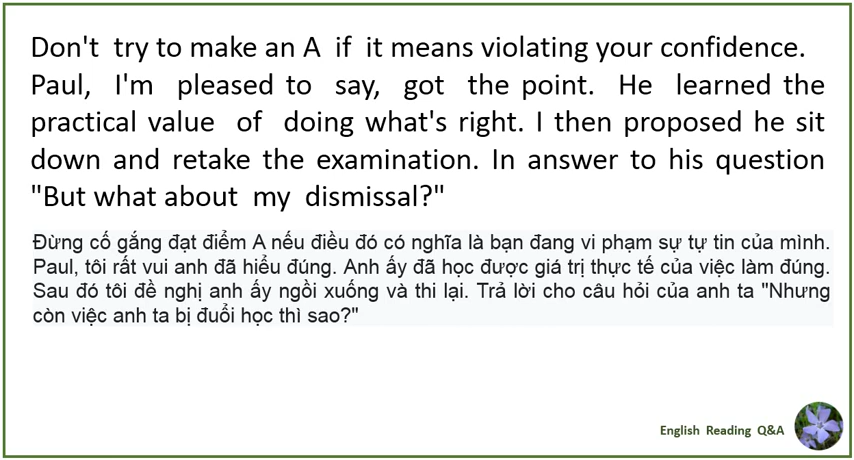 Don't try to make an A if it means violating your confidence.
Paul, I'm pleased to say, got the point. He learned the
practical value of doing what's right. I then proposed he sit
down and retake the examination. In answer to his question
"But what about my dismissal?"
Đừng cố gắng đạt điểm A nếu điều đó có nghĩa là bạn đang vi phạm sự tự tin của mình.
Paul, tôi rất vui anh đã hiểu đúng. Anh ấy đã học được giá trị thực tế của việc làm đúng.
Sau đó tôi đề nghị anh ấy ngồi xuống và thi lại. Trả lời cho câu hỏi của anh ta "Nhưng
còn việc anh ta bị đuổi học thì sao?"
English Reading Q&A